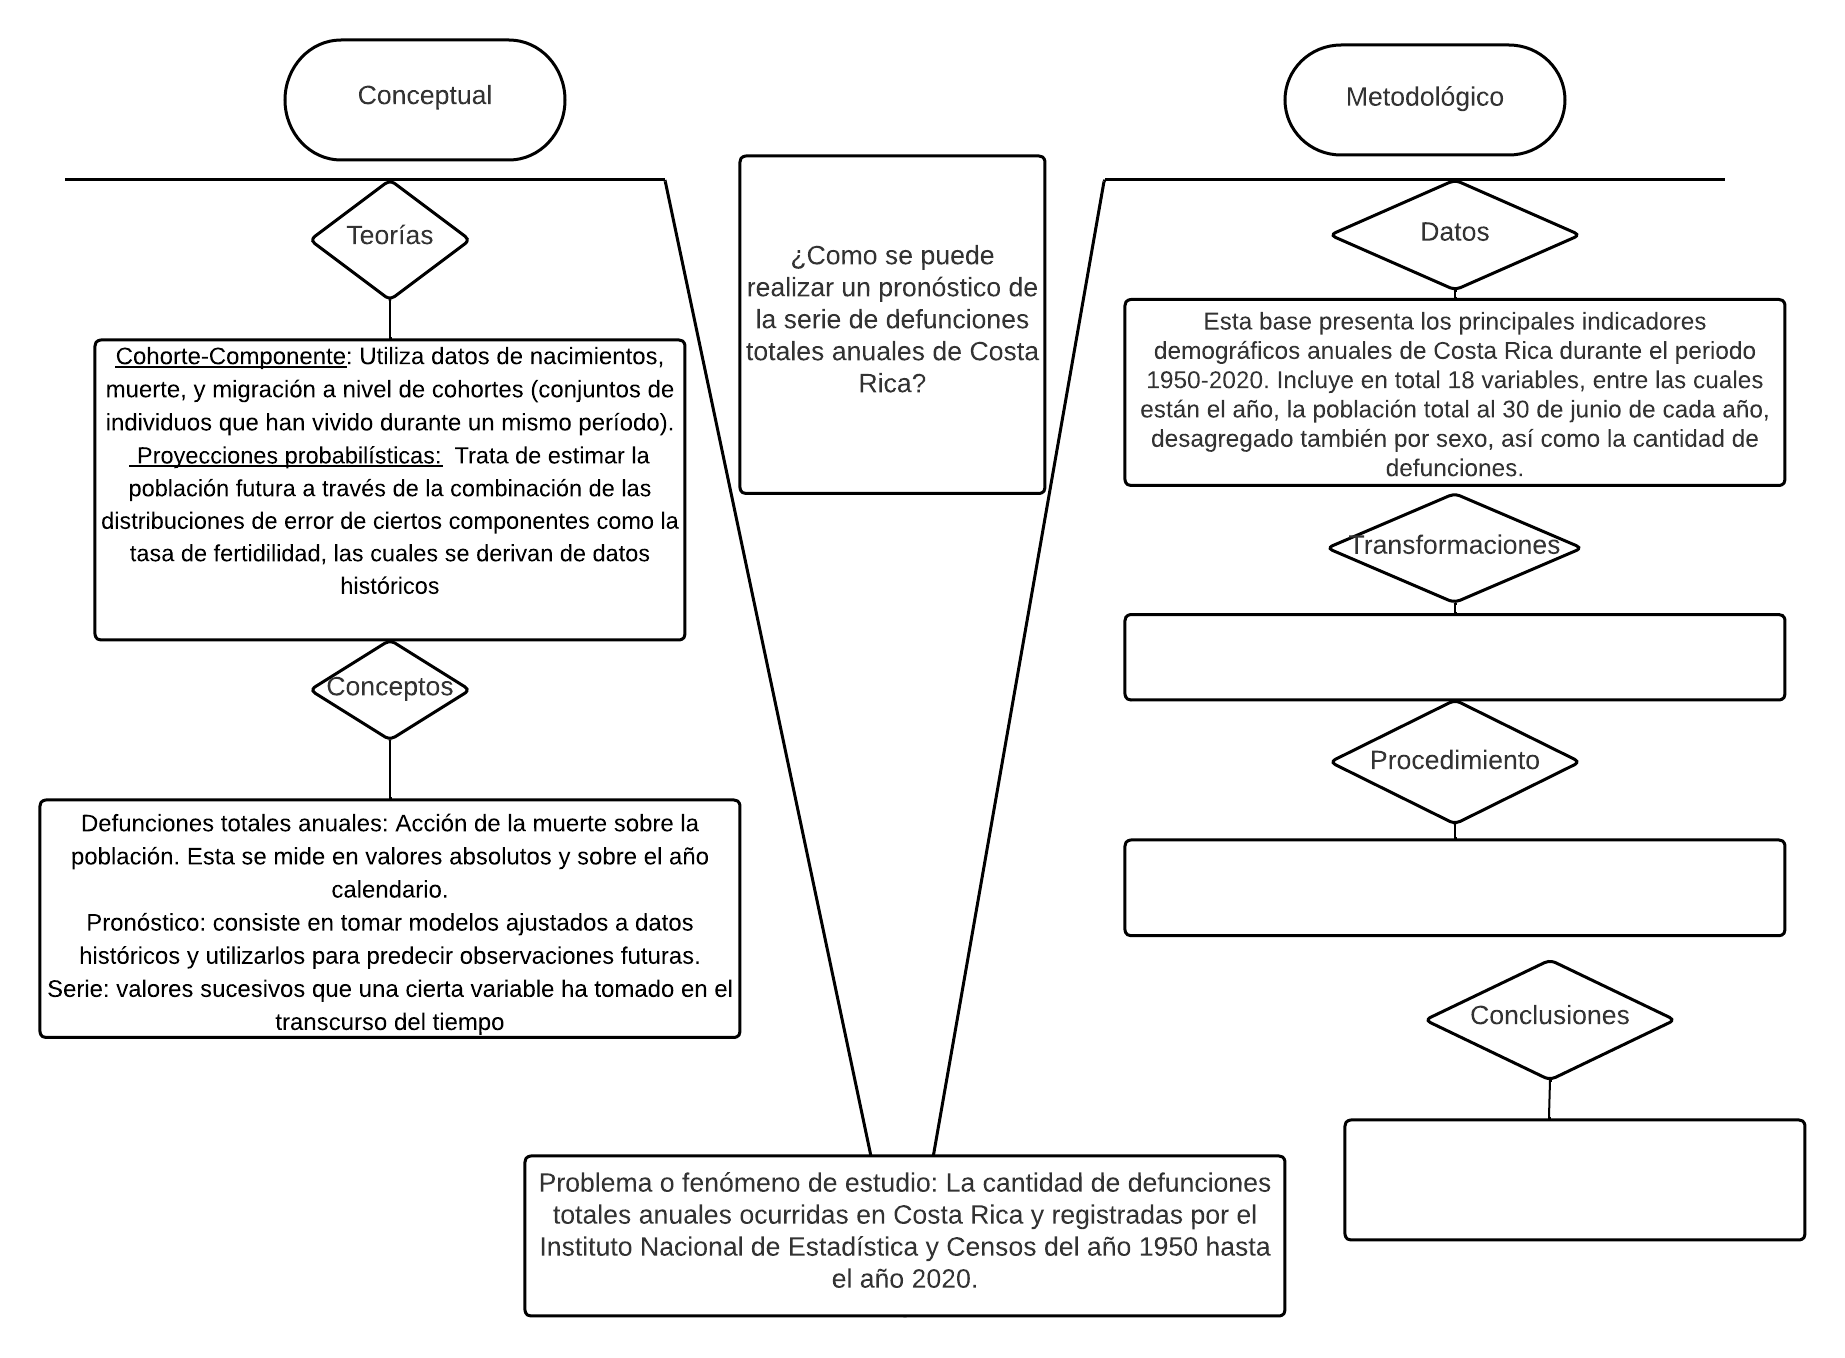 Conceptual
Teorías
Cohorte-Componente: Utiliza datos de nacimientos,
muerte, y migración a nivel de cohortes (conjuntos de
individuos que han vivido durante un mismo período).
Proyecciones probabilísticas: Trata de estimar la
población futura a través de la combinación de las
distribuciones de error de ciertos componentes como la
tasa de fertidilidad, las cuales se derivan de datos
históricos
Conceptos
Defunciones totales anuales: Acción de la muerte sobre la
población. Esta se mide en valores absolutos y sobre el año
calendario.
Pronóstico: consiste en tomar modelos ajustados a datos
históricos y utilizarlos para predecir observaciones futuras.
Serie: valores sucesivos que una cierta variable ha tomado en el
transcurso del tiempo
¿Como se puede
realizar un pronóstico de
la serie de defunciones
totales anuales de Costa
Rica?
Metodológico
Datos
Esta base presenta los principales indicadores
demográficos anuales de Costa Rica durante el periodo
1950-2020. Incluye en total 18 variables, entre las cuales
están el año, la población total al 30 de junio de cada año,
desagregado también por sexo, así como la cantidad de
defunciones.
Transformaciones
Procedimiento
Conclusiones
Problema o fenómeno de estudio: La cantidad de defunciones
totales anuales ocurridas en Costa Rica y registradas por el
Instituto Nacional de Estadística y Censos del año 1950 hasta
el año 2020.